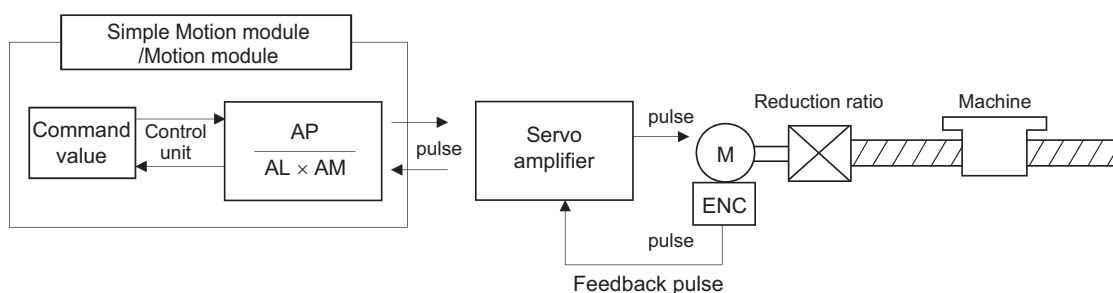 Simple Motion module
/Motion module
Command
value
Control
unit
AP
AL × AM
pulse
Servo
amplifier
pulse
M
ENC
Reduction ratio
Machine
pulse
Feedback pulse